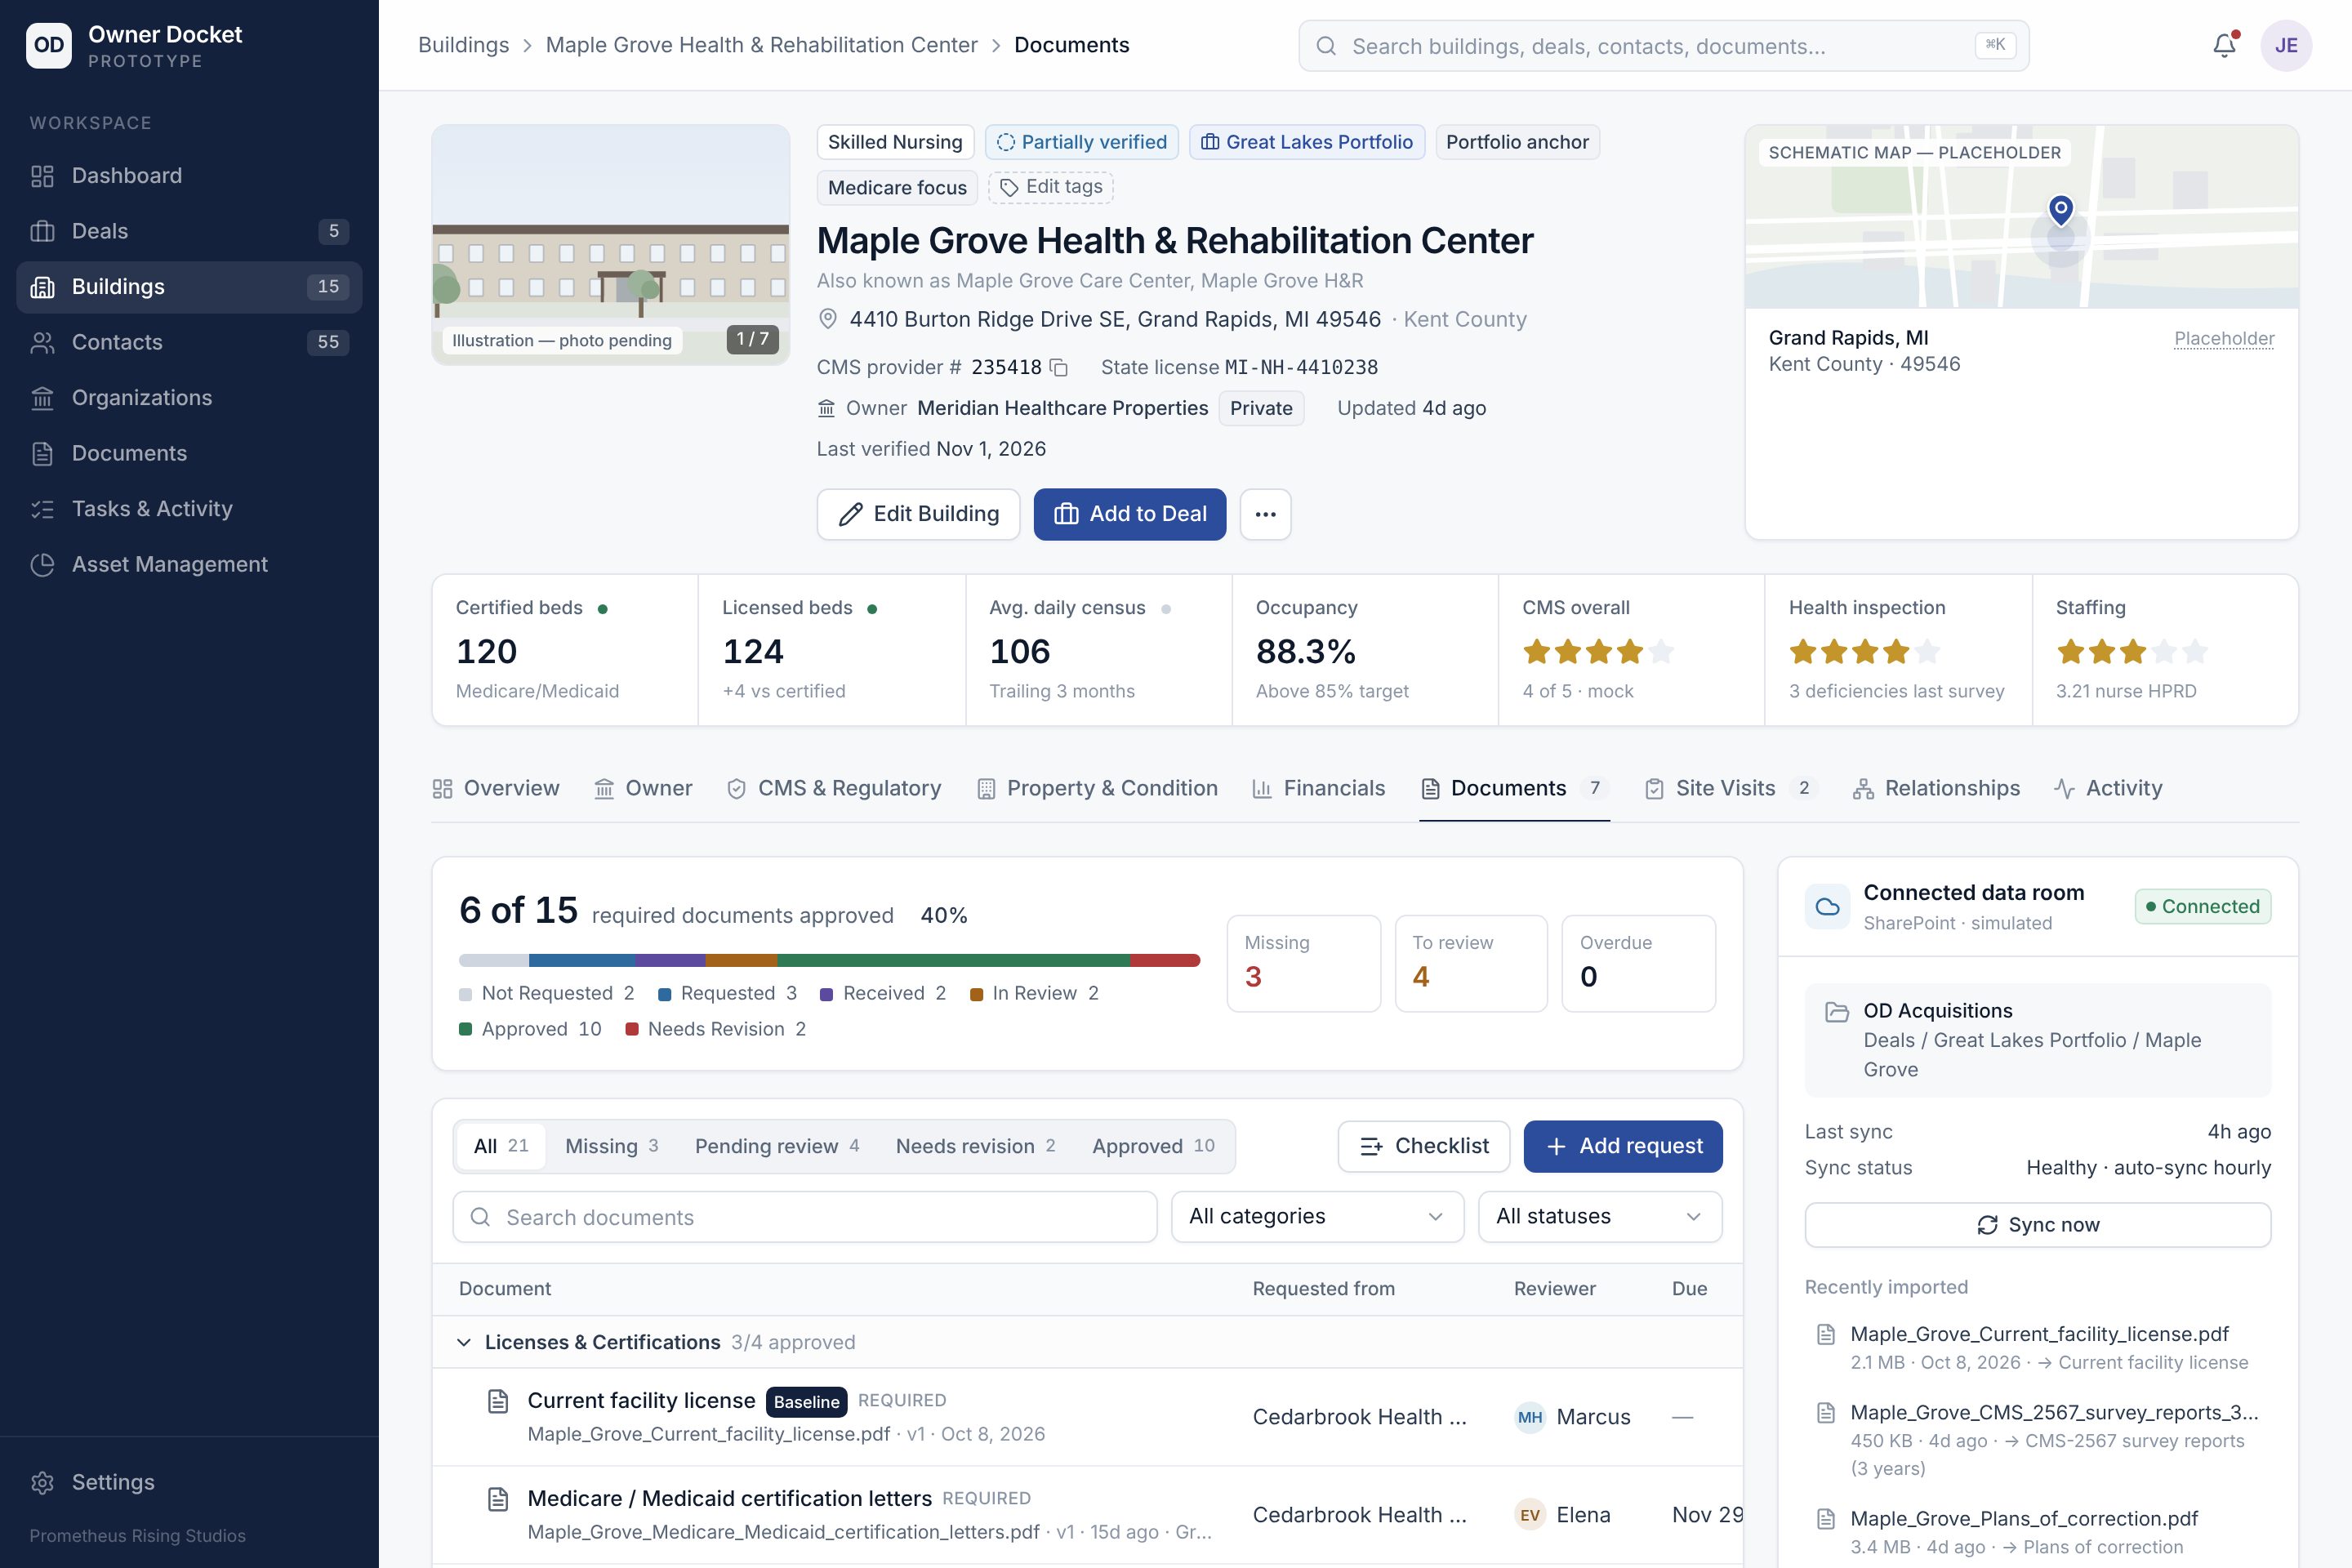 OD
Owner Docket
PROTOTYPE
WORKSPACE
Dashboard
Deals 5
Buildings 15
Contacts 55
Organizations
Documents
Tasks & Activity
Asset Management
Settings
Prometheus Rising Studios
Buildings > Maple Grove Health & Rehabilitation Center > Documents
Search buildings, deals, contacts, documents... ⌘K
JE
Illustration — photo pending
1 / 7
Skilled Nursing Partially verified Great Lakes Portfolio Portfolio anchor
Medicare focus Edit tags
Maple Grove Health & Rehabilitation Center
Also known as Maple Grove Care Center, Maple Grove H&R
4410 Burton Ridge Drive SE, Grand Rapids, MI 49546 · Kent County
CMS provider # 235418 State license MI-NH-4410238
Owner Meridian Healthcare Properties Private Updated 4d ago
Last verified Nov 1, 2026
Edit Building Add to Deal ...
SCHEMATIC MAP — PLACEHOLDER
Grand Rapids, MI Placeholder
Kent County · 49546
Certified beds
120
Medicare/Medicaid
Licensed beds
124
+4 vs certified
Avg. daily census
106
Trailing 3 months
Occupancy
88.3%
Above 85% target
CMS overall
4 of 5 · mock
Health inspection
3 deficiencies last survey
Staffing
3.21 nurse HPRD
Overview Owner CMS & Regulatory Property & Condition Financials Documents 7 Site Visits 2 Relationships Activity
6 of 15 required documents approved 40%
Not Requested 2 Requested 3 Received 2 In Review 2
Approved 10 Needs Revision 2
Missing
3
To review
4
Overdue
0
All 21 Missing 3 Pending review 4 Needs revision 2 Approved 10
Checklist + Add request
Search documents
All categories
All statuses
Document Requested from Reviewer Due
Licenses & Certifications 3/4 approved
Current facility license Baseline REQUIRED
Maple_Grove_Current_facility_license.pdf · v1 · Oct 8, 2026
Cedarbrook Health ... MH Marcus —
Medicare / Medicaid certification letters REQUIRED
Maple_Grove_Medicare_Medicaid_certification_letters.pdf · v1 · 15d ago · Gr...
Cedarbrook Health ... EV Elena Nov 29
Connected data room
SharePoint · simulated
Connected
OD Acquisitions
Deals / Great Lakes Portfolio / Maple
Grove
Last sync 4h ago
Sync status Healthy · auto-sync hourly
Sync now
Recently imported
Maple_Grove_Current_facility_license.pdf
2.1 MB · Oct 8, 2026 · → Current facility license
Maple_Grove_CMS_2567_survey_reports_3...
450 KB · 4d ago · → CMS-2567 survey reports
(3 years)
Maple_Grove_Plans_of_correction.pdf
3.4 MB · 4d ago · → Plans of correction